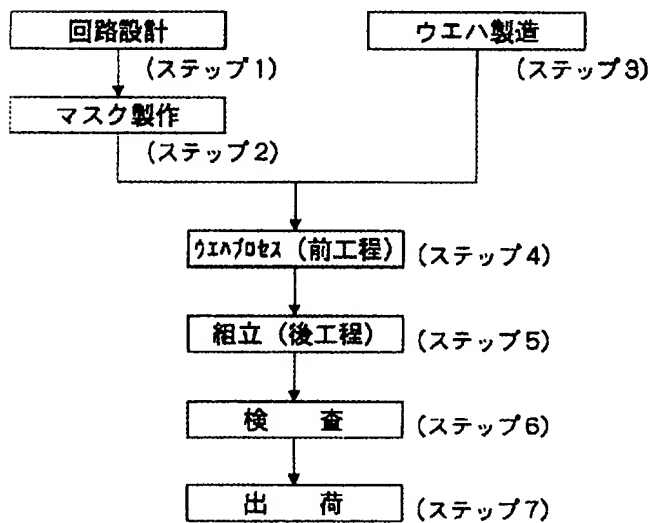 回路設計
ウエハ製造
(ステップ1)
(ステップ3)
マスク製作
(ステップ2)
ウエハプロセス (前工程)
(ステップ4)
組立 (後工程)
(ステップ5)
検 査
(ステップ6)
出 荷
(ステップ7)